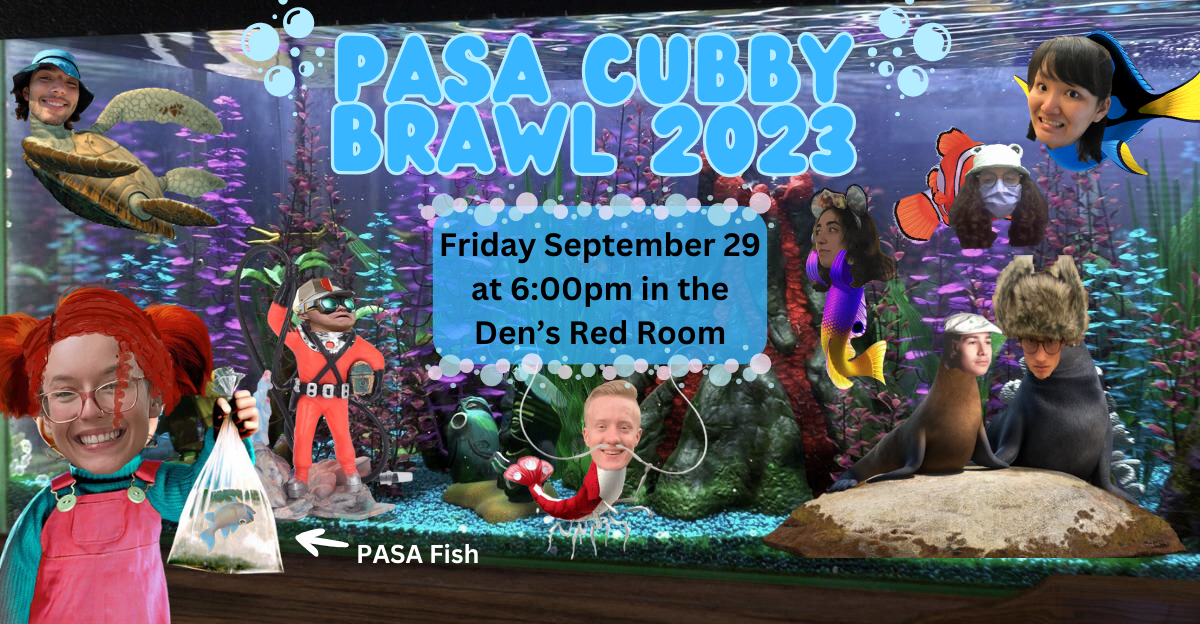 PASA CUBBY
BRAWL 2023
Friday September 29
at 6:00pm in the
Den’s Red Room
PASA Fish